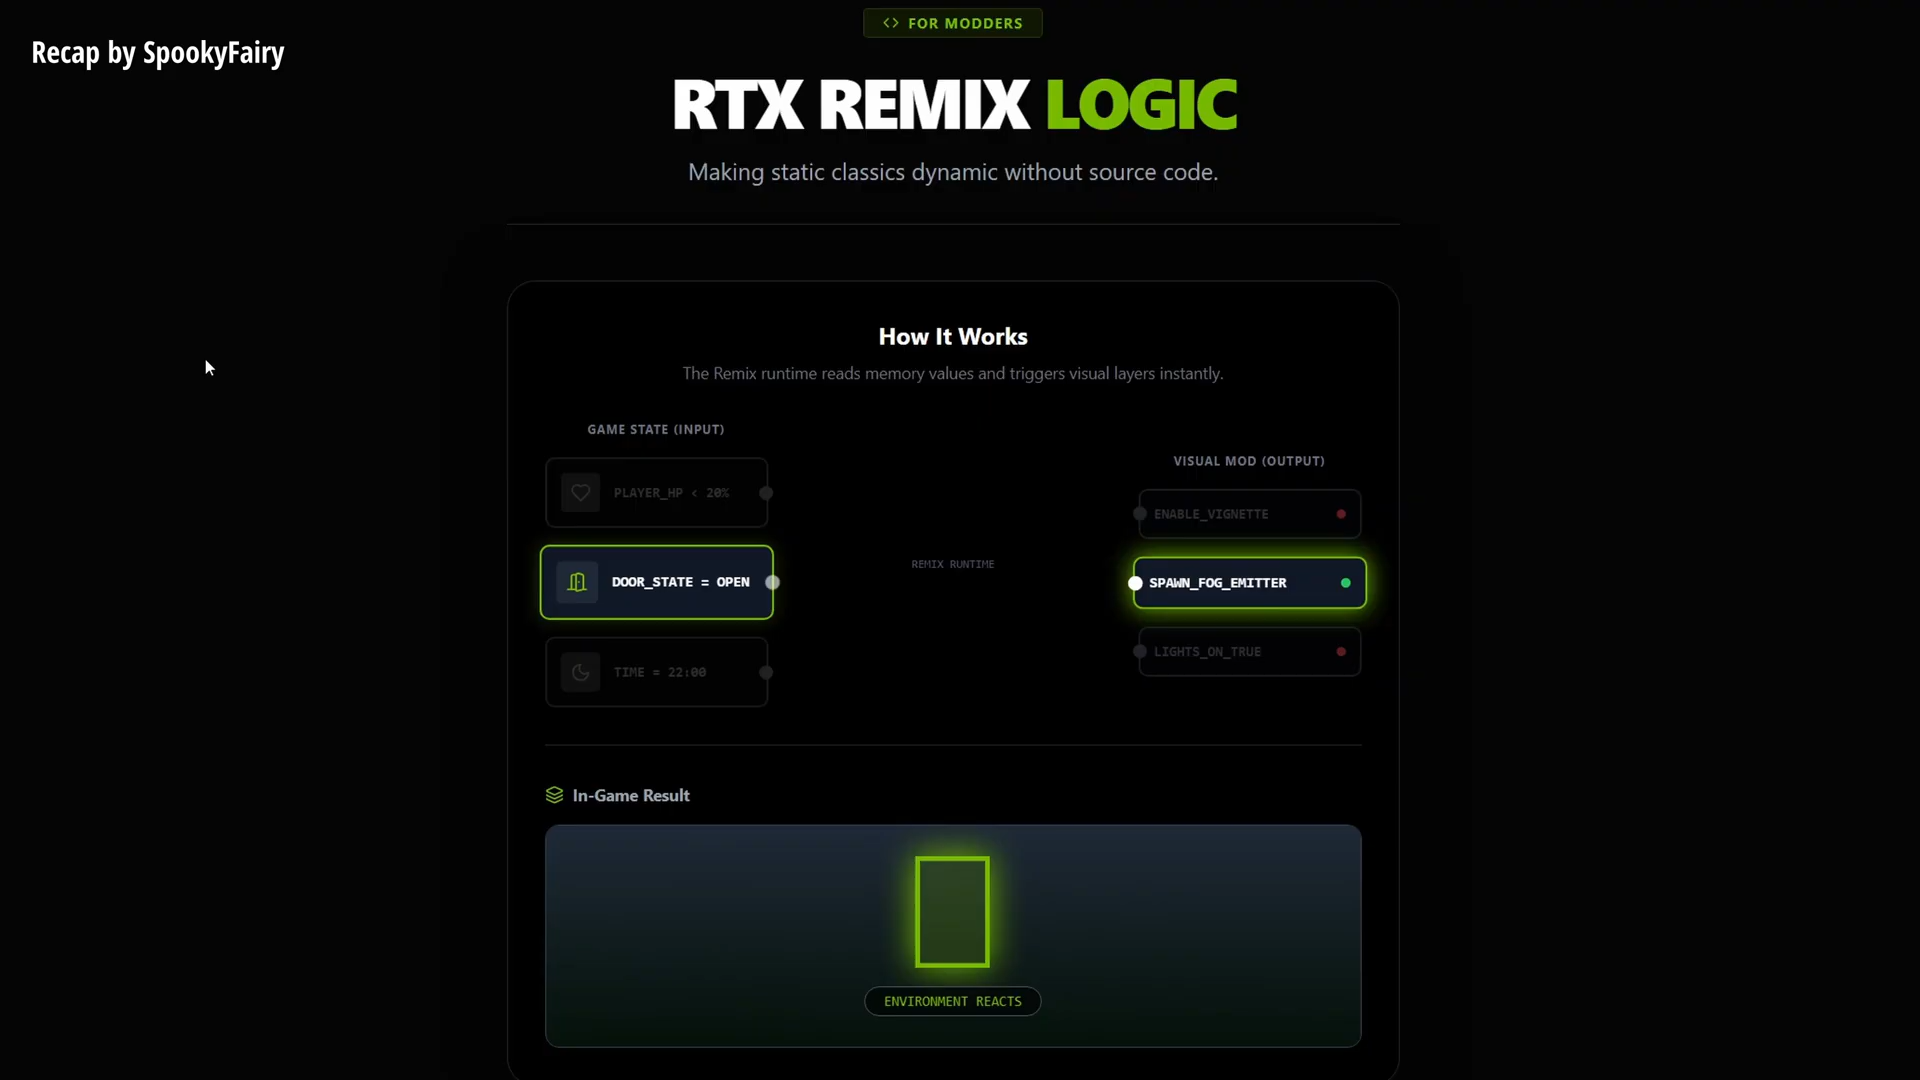 Recap by SpookyFairy
<> FOR MODDERS
RTX REMIX LOGIC
Making static classics dynamic without source code.
How It Works
The Remix runtime reads memory values and triggers visual layers instantly.
GAME STATE (INPUT)
PLAYER_HP < 20%
DOOR_STATE = OPEN
TIME = 22:00
REMIX RUNTIME
VISUAL MOD (OUTPUT)
ENABLE_VIGNETTE
SPAWN_FOG_EMITTER
LIGHTS_ON_TRUE
In-Game Result
ENVIRONMENT REACTS